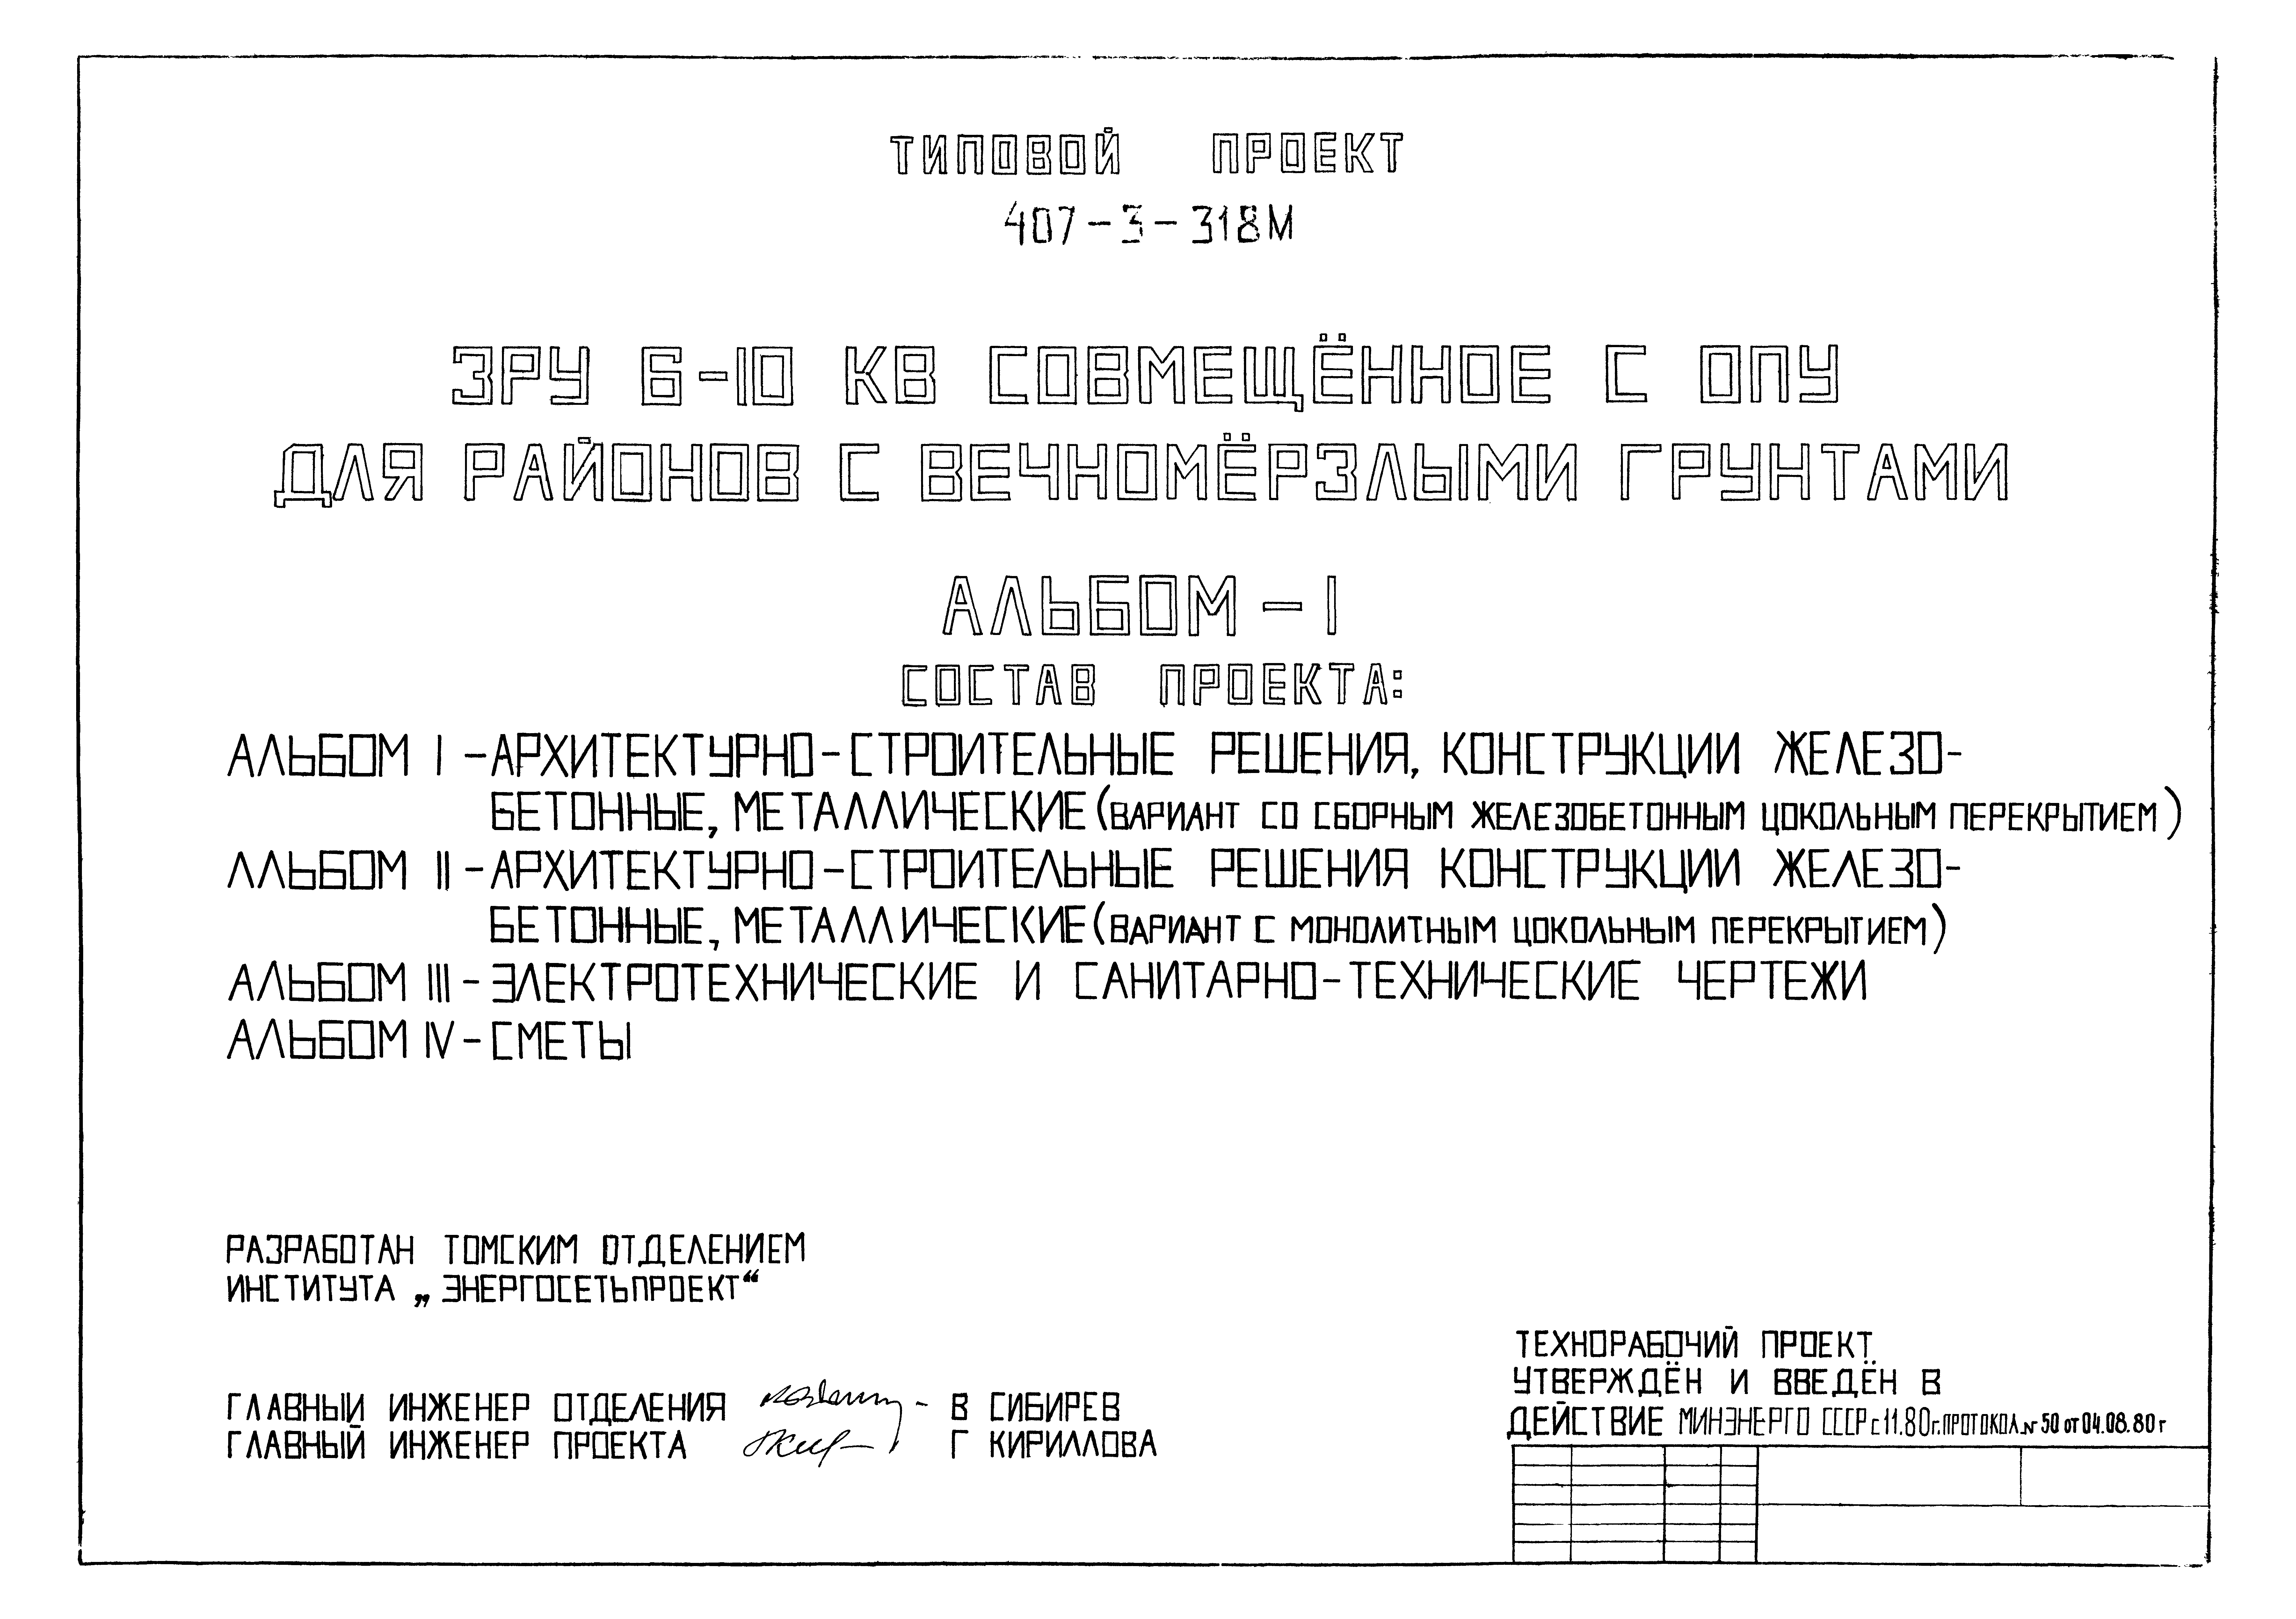 ТИПОВОЙ ПРОЕКТ
407-3-318М
ЗРУ 6-10 КВ СОВМЕЩЁННОЕ С ОПУ
ДЛЯ РАЙОНОВ С ВЕЧНОМЁРЗЛЫМИ ГРУНТАМИ
АЛЬБОМ - I
СОСТАВ ПРОЕКТА:
АЛЬБОМ I - АРХИТЕКТУРНО-СТРОИТЕЛЬНЫЕ РЕШЕНИЯ, КОНСТРУКЦИИ ЖЕЛЕЗО-
БЕТОННЫЕ, МЕТАЛЛИЧЕСКИЕ (ВАРИАНТ СО СБОРНЫМ ЖЕЛЕЗОБЕТОННЫМ ЦОКОЛЬНЫМ ПЕРЕКРЫТИЕМ)
АЛЬБОМ II - АРХИТЕКТУРНО-СТРОИТЕЛЬНЫЕ РЕШЕНИЯ КОНСТРУКЦИИ ЖЕЛЕЗО-
БЕТОННЫЕ, МЕТАЛЛИЧЕСКИЕ (ВАРИАНТ С МОНОЛИТНЫМ ЦОКОЛЬНЫМ ПЕРЕКРЫТИЕМ)
АЛЬБОМ III - ЭЛЕКТРОТЕХНИЧЕСКИЕ И САНИТАРНО-ТЕХНИЧЕСКИЕ ЧЕРТЕЖИ
АЛЬБОМ IV - СМЕТЫ
РАЗРАБОТАН ТОМСКИМ ОТДЕЛЕНИЕМ
ИНСТИТУТА „ЭНЕРГОСЕТЬПРОЕКТ“
ГЛАВНЫЙ ИНЖЕНЕР ОТДЕЛЕНИЯ - В СИБИРЕВ
ГЛАВНЫЙ ИНЖЕНЕР ПРОЕКТА Г КИРИЛЛОВА
ТЕХНОРАБОЧИЙ ПРОЕКТ
УТВЕРЖДЁН И ВВЕДЁН В
ДЕЙСТВИЕ МИНЭНЕРГО СССР с 11.80г. ПРОТОКОЛ № 50 от 04.08.80г